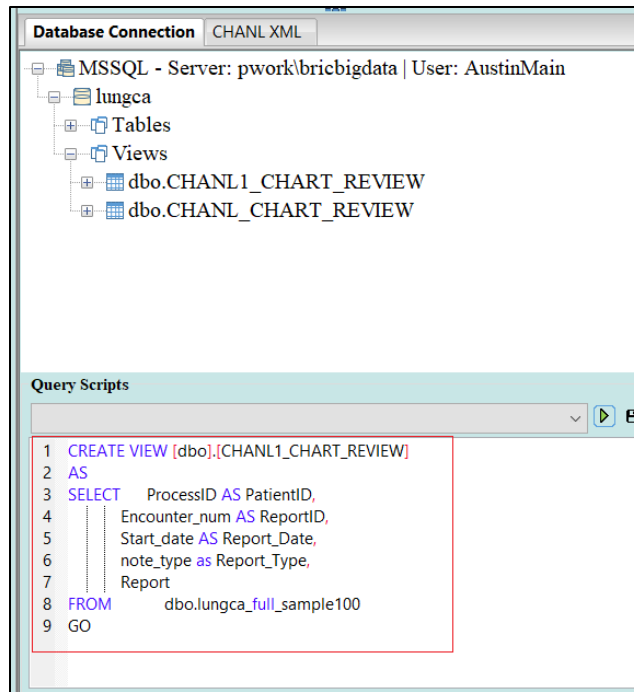 Database Connection CHANL XML
MSSQL - Server: pwork\bricbigdata | User: AustinMain
lungca
Tables
Views
dbo.CHANL1_CHART_REVIEW
dbo.CHANL_CHART_REVIEW
Query Scripts
1 CREATE VIEW [dbo].[CHANL1_CHART_REVIEW]
2 AS
3 SELECT ProcessID AS PatientID,
4 Encounter_num AS ReportID,
5 Start_date AS Report_Date,
6 note_type as Report_Type,
7 Report
8 FROM dbo.lungca_full_sample100
9 GO